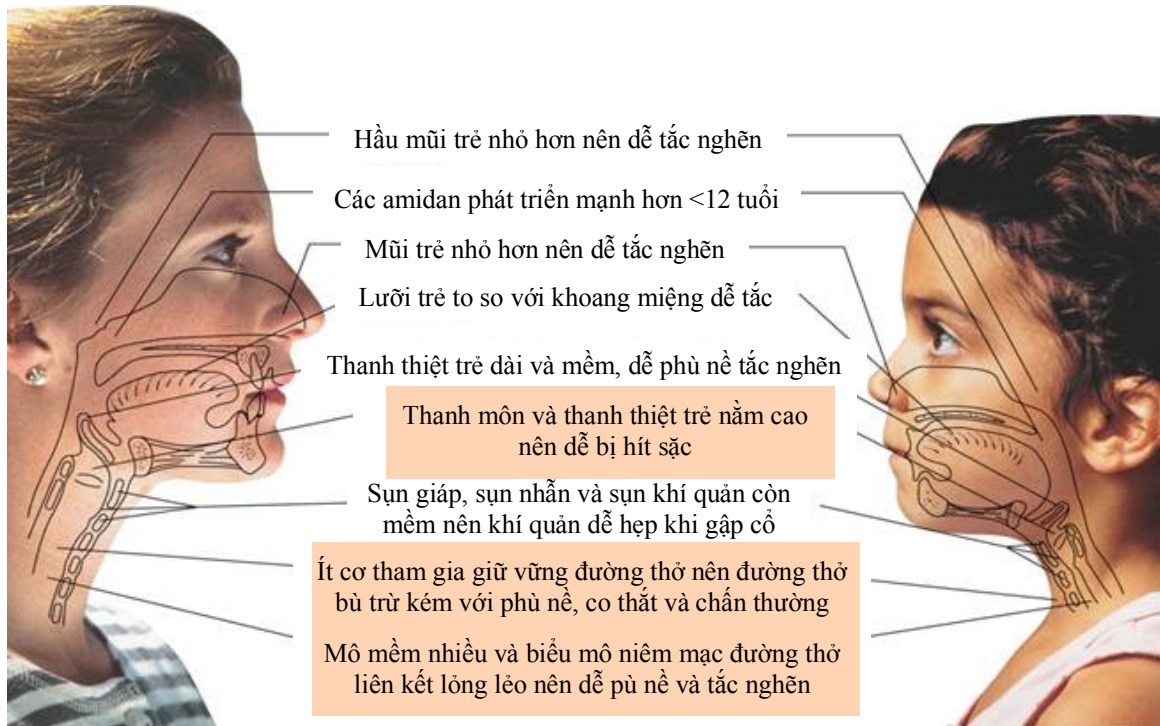 Hầu mũi trẻ nhỏ hơn nên dễ tắc nghẽn
Các amidan phát triển mạnh hơn <12 tuổi
Mũi trẻ nhỏ hơn nên dễ tắc nghẽn
Lưỡi trẻ to so với khoang miệng dễ tắc
Thanh thiệt trẻ dài và mềm, dễ phù nề tắc nghẽn
Thanh môn và thanh thiệt trẻ nằm cao
nên dễ bị hít sặc
Sụn giáp, sụn nhẫn và sụn khí quản còn
mềm nên khí quản dễ hẹp khi gập cổ
Ít cơ tham gia giữ vững đường thở nên đường thở
bù trừ kém với phù nề, co thắt và chấn thường
Mô mềm nhiều và biểu mô niêm mạc đường thở
liên kết lỏng lẻo nên dễ pù nề và tắc nghẽn